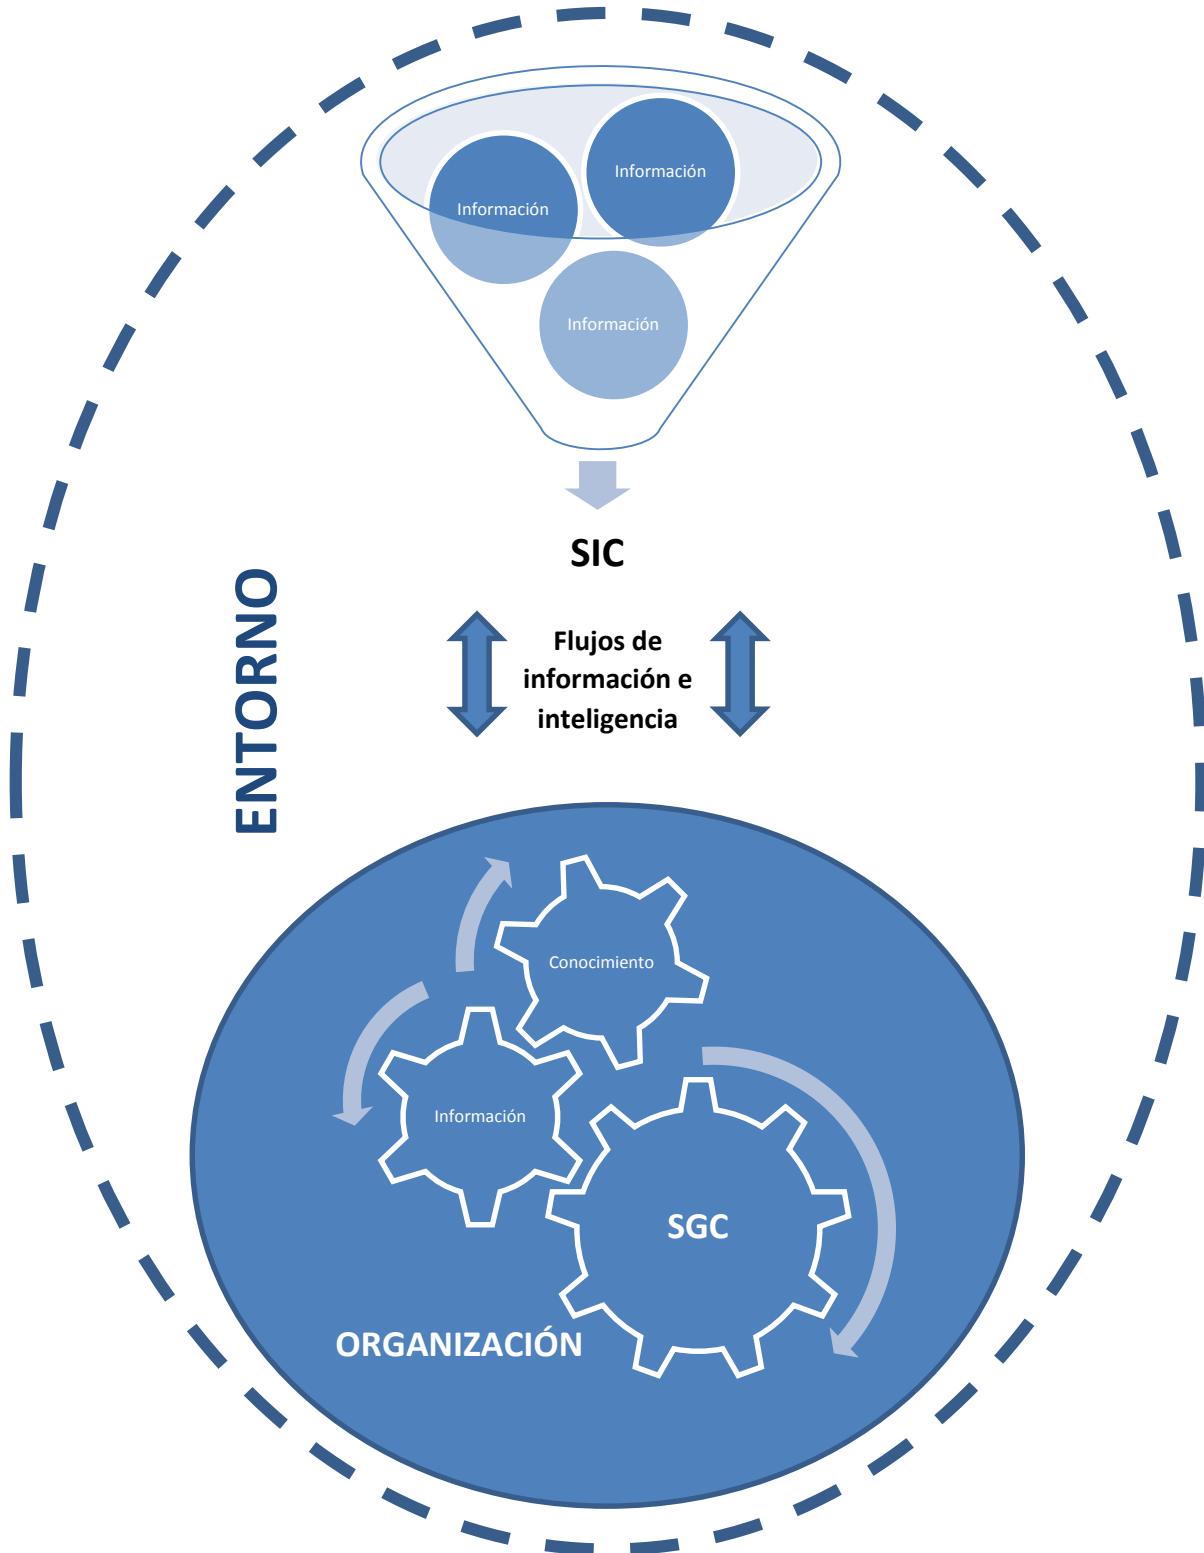 Información
Información
Información
SIC
ENTORNO
Flujos de
información e
inteligencia
Conocimiento
Información
SGC
ORGANIZACIÓN